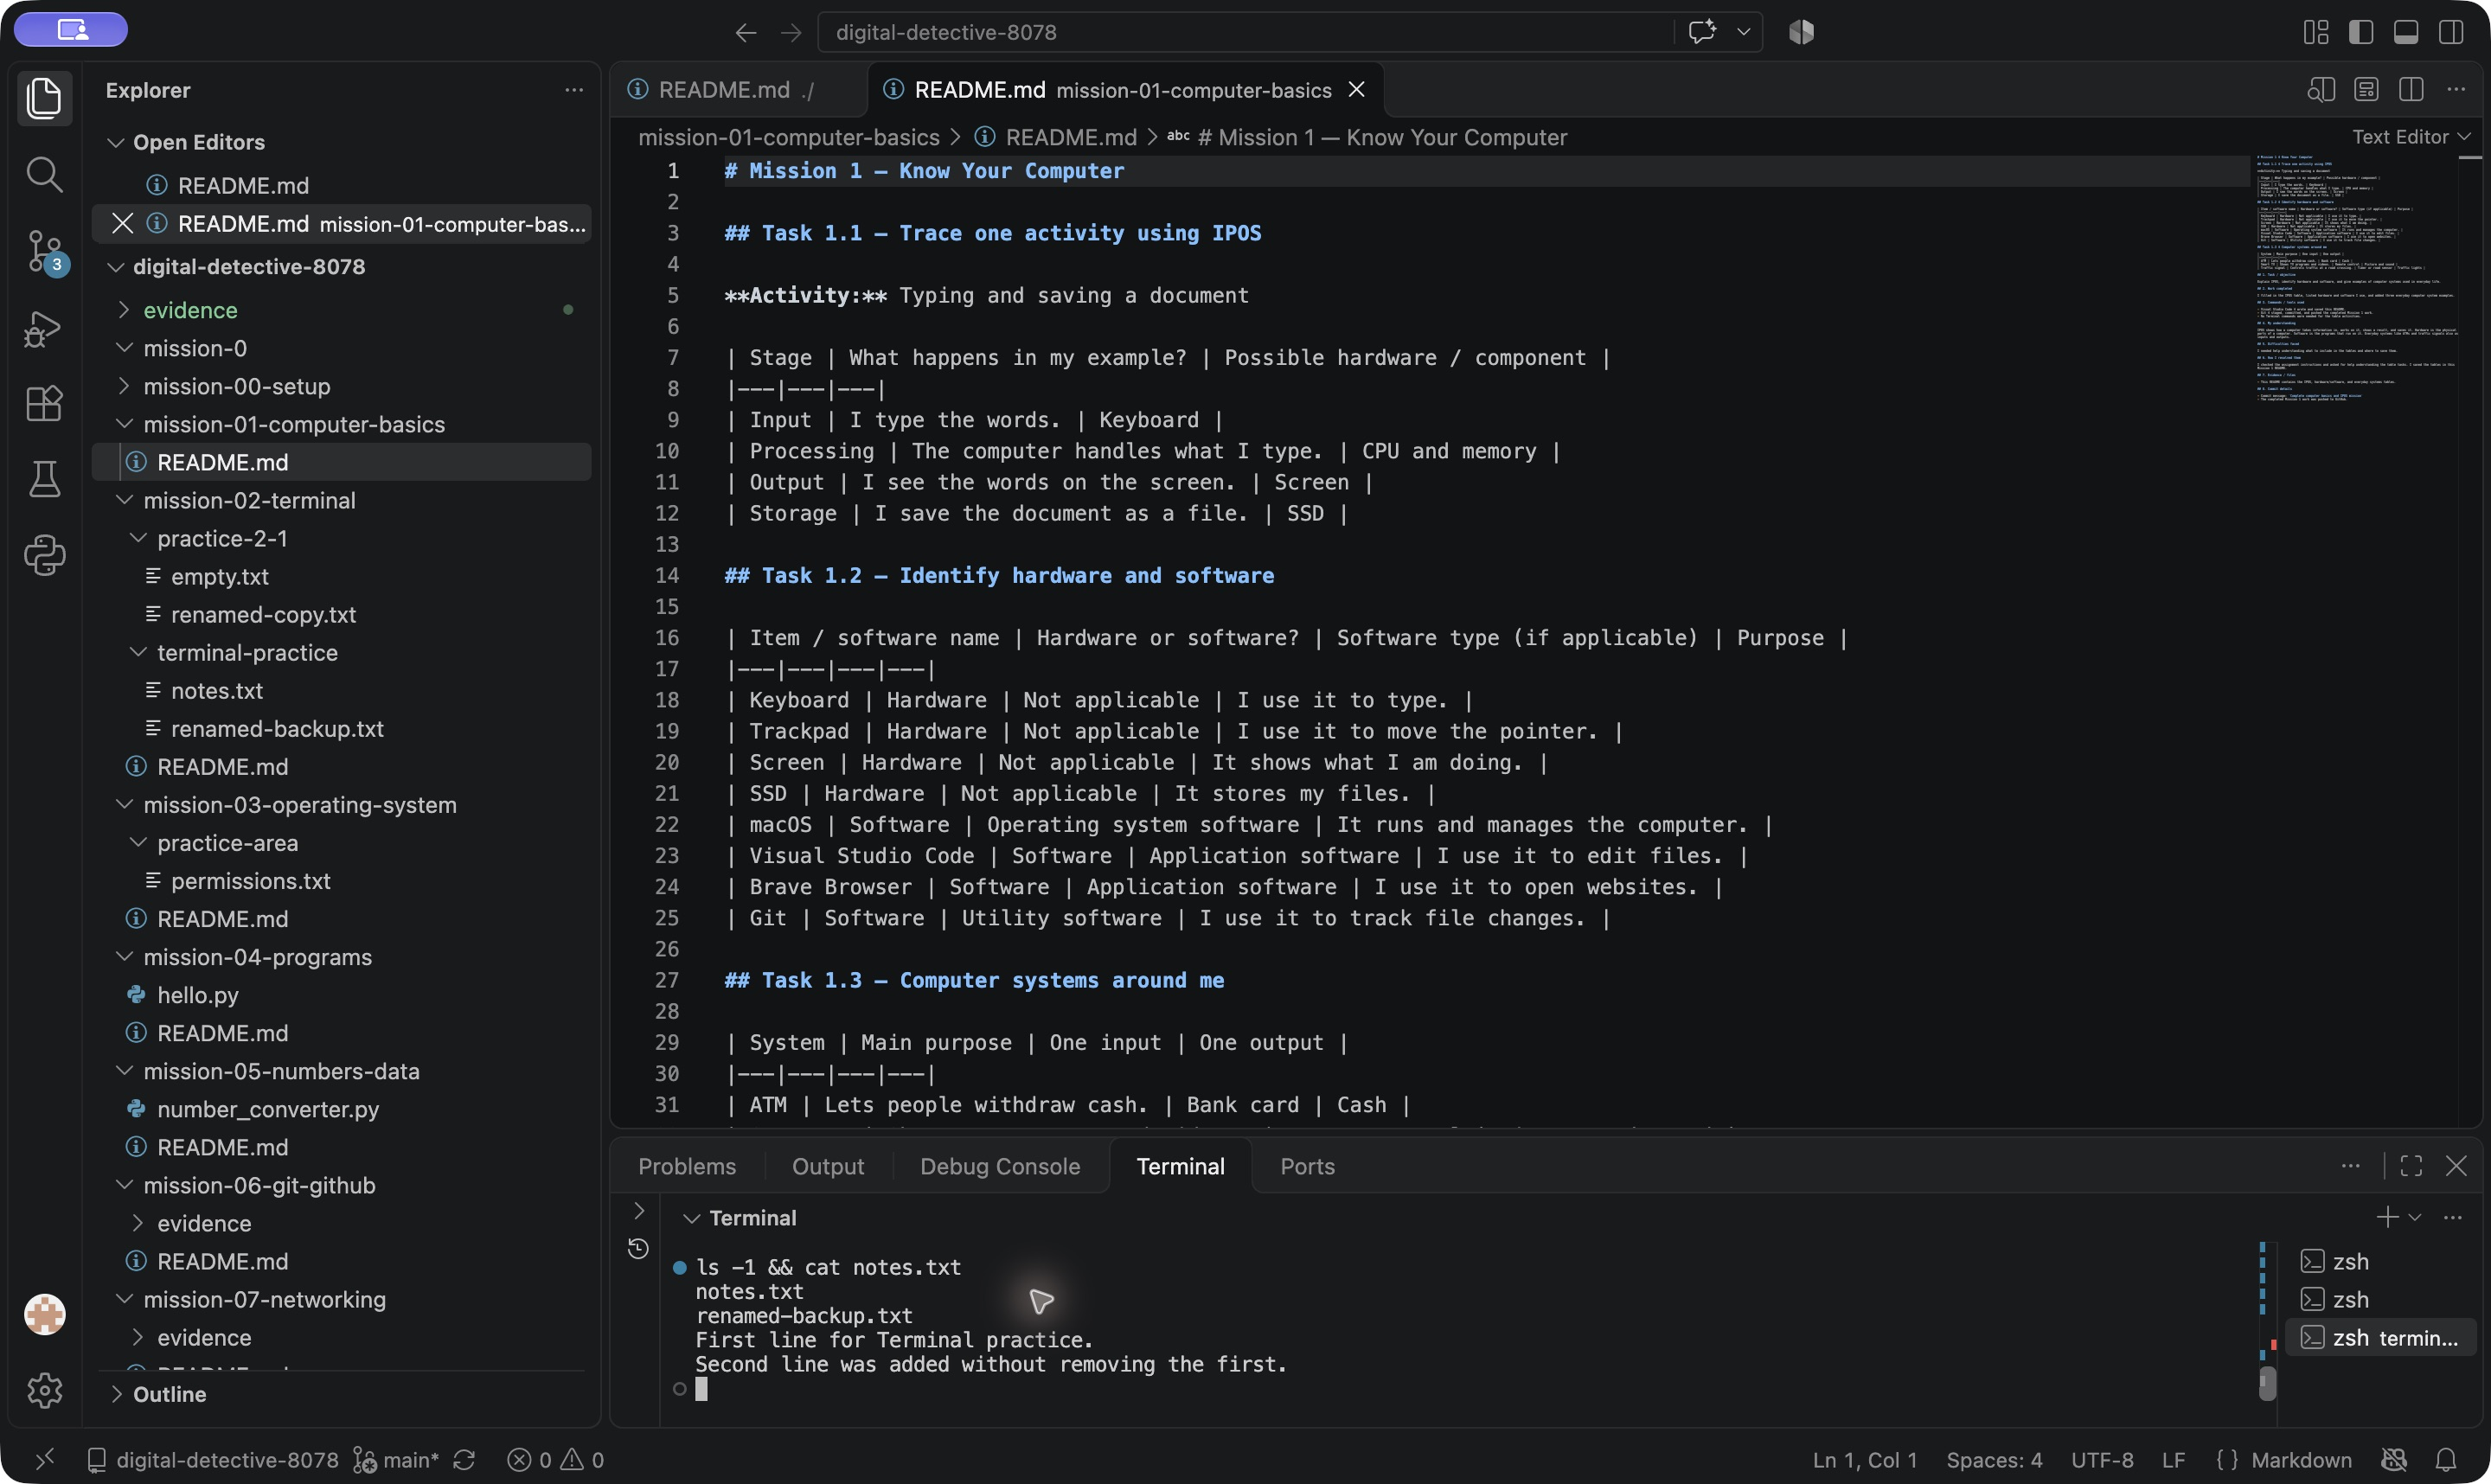 digital-detective-8078
Explorer
Open Editors
README.md
README.md mission-01-computer-bas...
digital-detective-8078
evidence
mission-0
mission-00-setup
mission-01-computer-basics
README.md
mission-02-terminal
practice-2-1
empty.txt
renamed-copy.txt
terminal-practice
notes.txt
renamed-backup.txt
README.md
mission-03-operating-system
practice-area
permissions.txt
README.md
mission-04-programs
hello.py
README.md
mission-05-numbers-data
number_converter.py
README.md
mission-06-git-github
evidence
README.md
mission-07-networking
evidence
Outline
3
README.md ./
README.md mission-01-computer-basics
mission-01-computer-basics > README.md > abc # Mission 1 — Know Your Computer
Text Editor
1 # Mission 1 — Know Your Computer
2
3 ## Task 1.1 — Trace one activity using IPOS
4
5 **Activity:** Typing and saving a document
6
7 | Stage | What happens in my example? | Possible hardware / component |
8 |---|---|---|
9 | Input | I type the words. | Keyboard |
10 | Processing | The computer handles what I type. | CPU and memory |
11 | Output | I see the words on the screen. | Screen |
12 | Storage | I save the document as a file. | SSD |
13
14 ## Task 1.2 — Identify hardware and software
15
16 | Item / software name | Hardware or software? | Software type (if applicable) | Purpose |
17 |---|---|---|---|
18 | Keyboard | Hardware | Not applicable | I use it to type. |
19 | Trackpad | Hardware | Not applicable | I use it to move the pointer. |
20 | Screen | Hardware | Not applicable | It shows what I am doing. |
21 | SSD | Hardware | Not applicable | It stores my files. |
22 | macOS | Software | Operating system software | It runs and manages the computer. |
23 | Visual Studio Code | Software | Application software | I use it to edit files. |
24 | Brave Browser | Software | Application software | I use it to open websites. |
25 | Git | Software | Utility software | I use it to track file changes. |
26
27 ## Task 1.3 — Computer systems around me
28
29 | System | Main purpose | One input | One output |
30 |---|---|---|---|
31 | ATM | Lets people withdraw cash. | Bank card | Cash |
Problems Output Debug Console Terminal Ports
Terminal
ls -1 && cat notes.txt
notes.txt
renamed-backup.txt
First line for Terminal practice.
Second line was added without removing the first.
zsh
zsh
zsh termin...
digital-detective-8078 main* 0 0
Ln 1, Col 1 Spaces: 4 UTF-8 LF {} Markdown